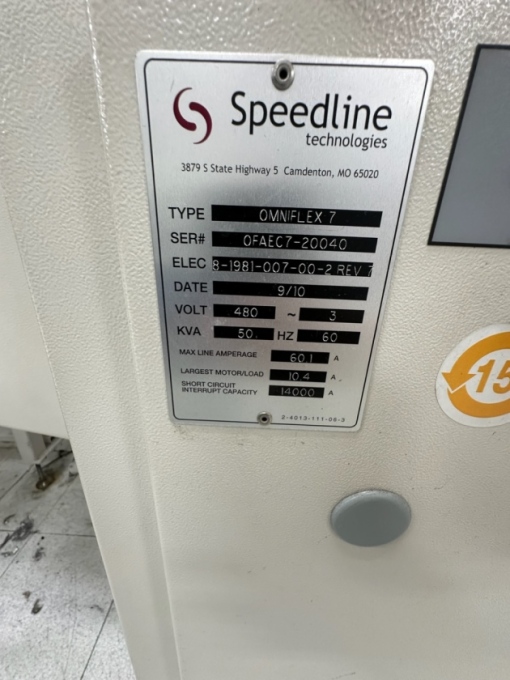 Speedline
technologies
3879 S State Highway 5 Camdenton, MO 65020
TYPE OMNIFLEX 7
SER# OFAEC7-20040
ELEC 8-1981-007-00-2 REV 7
DATE 9/10
VOLT 480 ~ 3
KVA 50. HZ 60
MAX LINE AMPERAGE 60.1 A
LARGEST MOTOR/LOAD 10.4 A.
SHORT CIRCUIT
INTERRUPT CAPACITY 14000 A
2-4013-111-06-3
15